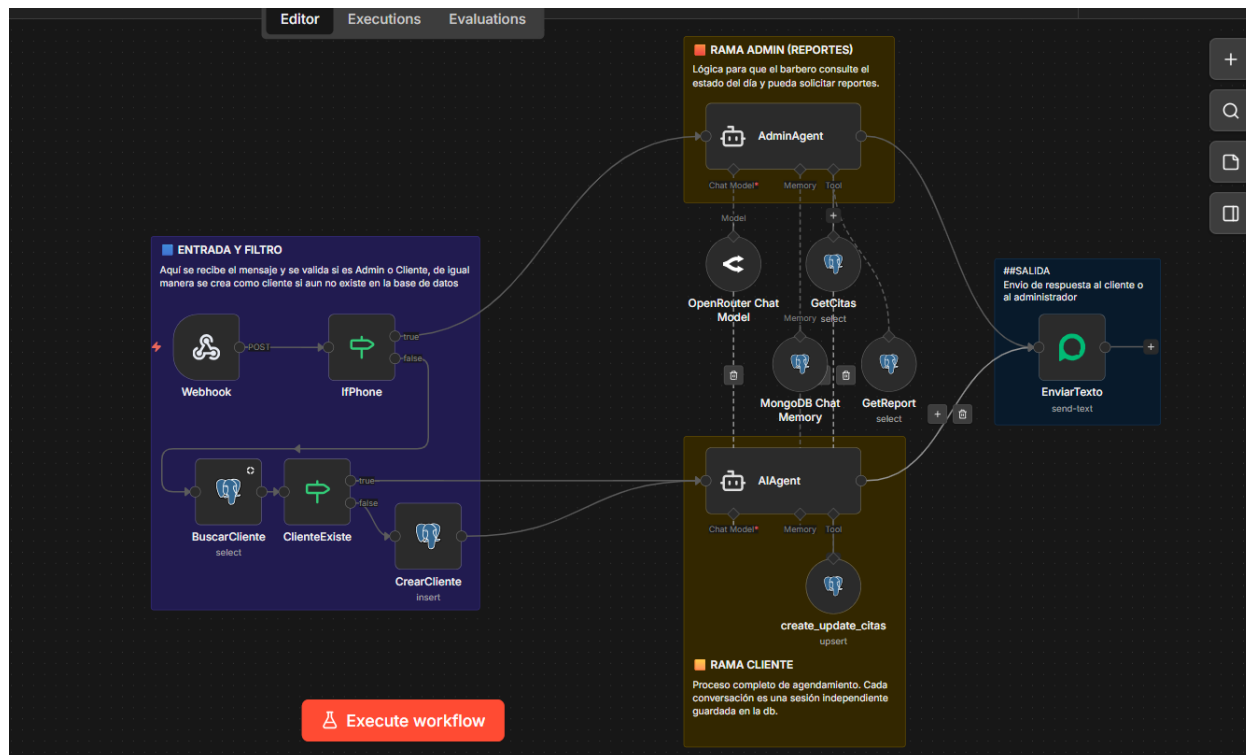 Editor
Executions
Evaluations
RAMA ADMIN (REPORTES)
Lógica para que el barbero consulte el
estado del día y pueda solicitar reportes.
AdminAgent
Chat Model*
Memory
Tool
Model
OpenRouter Chat
Model
GetCitas
select
Memory
MongoDB Chat
Memory
GetReport
select
ENTRADA Y FILTRO
Aquí se recibe el mensaje y se valida si es Admin o Cliente, de igual
manera se crea como cliente si aun no existe en la base de datos
POST
true
false
Webhook
IfPhone
true
false
BuscarCliente
select
ClienteExiste
CrearCliente
insert
##SALIDA
Envío de respuesta al cliente o
al administrador
EnviarTexto
send-text
AIAgent
Chat Model*
Memory
Tool
create_update_citas
upsert
RAMA CLIENTE
Proceso completo de agendamiento. Cada
conversación es una sesión independiente
guardada en la db.
Execute workflow